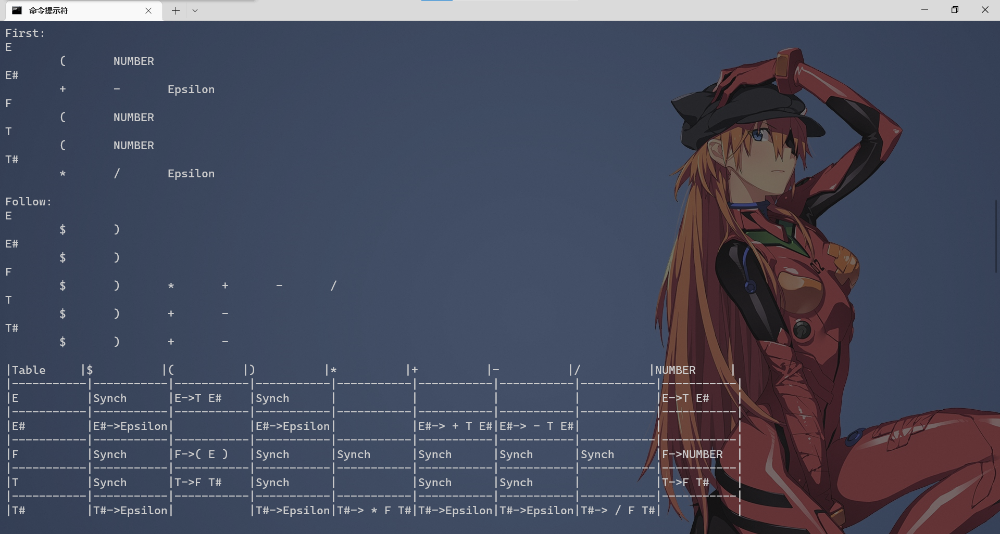 命令提示符
First:
E
( NUMBER
E#
+ - Epsilon
F
( NUMBER
T
( NUMBER
T#
* / Epsilon
Follow:
E
$ )
E#
$ )
F
$ ) * + - /
T
$ ) + -
T#
$ ) + -
|Table |$ |( |) |* |+ |- |/ |NUMBER |
|-----------|-----------|-----------|-----------|-----------|-----------|-----------|-----------|-----------|
|E |Synch |E->T E# |Synch | | | | |E->T E# |
|-----------|-----------|-----------|-----------|-----------|-----------|-----------|-----------|-----------|
|E# |E#->Epsilon| |E#->Epsilon| |E#-> + T E#|E#-> - T E#| | |
|-----------|-----------|-----------|-----------|-----------|-----------|-----------|-----------|-----------|
|F |Synch |F->( E ) |Synch |Synch |Synch |Synch |Synch |F->NUMBER |
|-----------|-----------|-----------|-----------|-----------|-----------|-----------|-----------|-----------|
|T |Synch |T->F T# |Synch | |Synch |Synch | |T->F T# |
|-----------|-----------|-----------|-----------|-----------|-----------|-----------|-----------|-----------|
|T# |T#->Epsilon| |T#->Epsilon|T#-> * F T#|T#->Epsilon|T#->Epsilon|T#-> / F T#| |
02